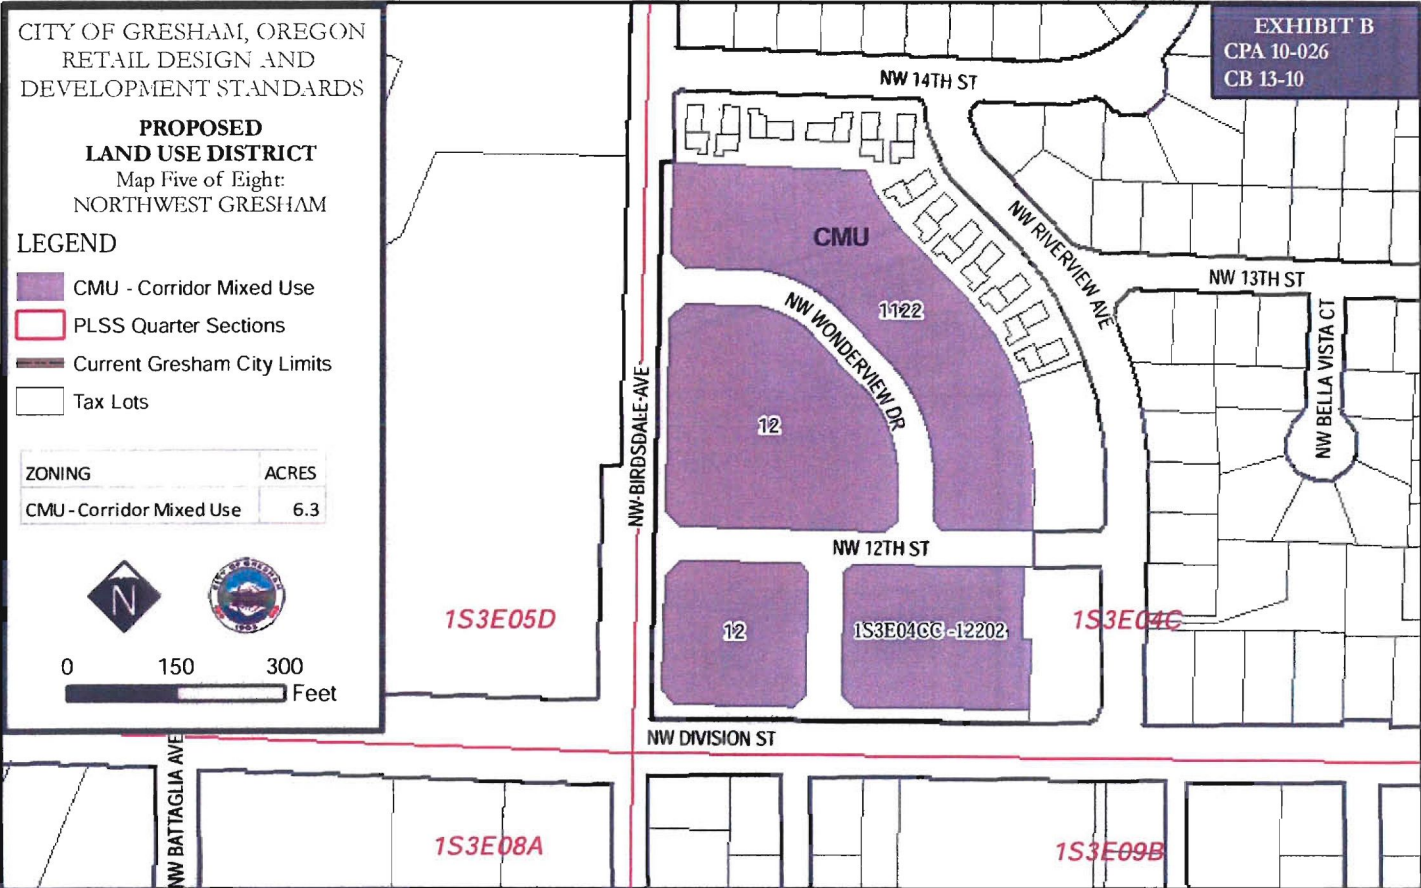 CITY OF GRESHAM, OREGON
RETAIL DESIGN AND
DEVELOPMENT STANDARDS
PROPOSED
LAND USE DISTRICT
Map Five of Eight:
NORTHWEST GRESHAM
LEGEND
CMU - Corridor Mixed Use
PLSS Quarter Sections
Current Gresham City Limits
Tax Lots
ZONING ACRES
CMU - Corridor Mixed Use 6.3
N
CITY OF GRESHAM
1905
0 150 300
Feet
EXHIBIT B
CPA 10-026
CB 13-10
NW 14TH ST
NW RIVERVIEW AVE
NW 13TH ST
NW BELLA VISTA CT
CMU
1122
NW WONDERVIEW DR
12
NW-BIRDSDALE-AVE
NW 12TH ST
12
1S3E04CC -12202
1S3E05D
1S3E04C
NW DIVISION ST
NW BATTAGLIA AVE
1S3E08A
1S3E09B